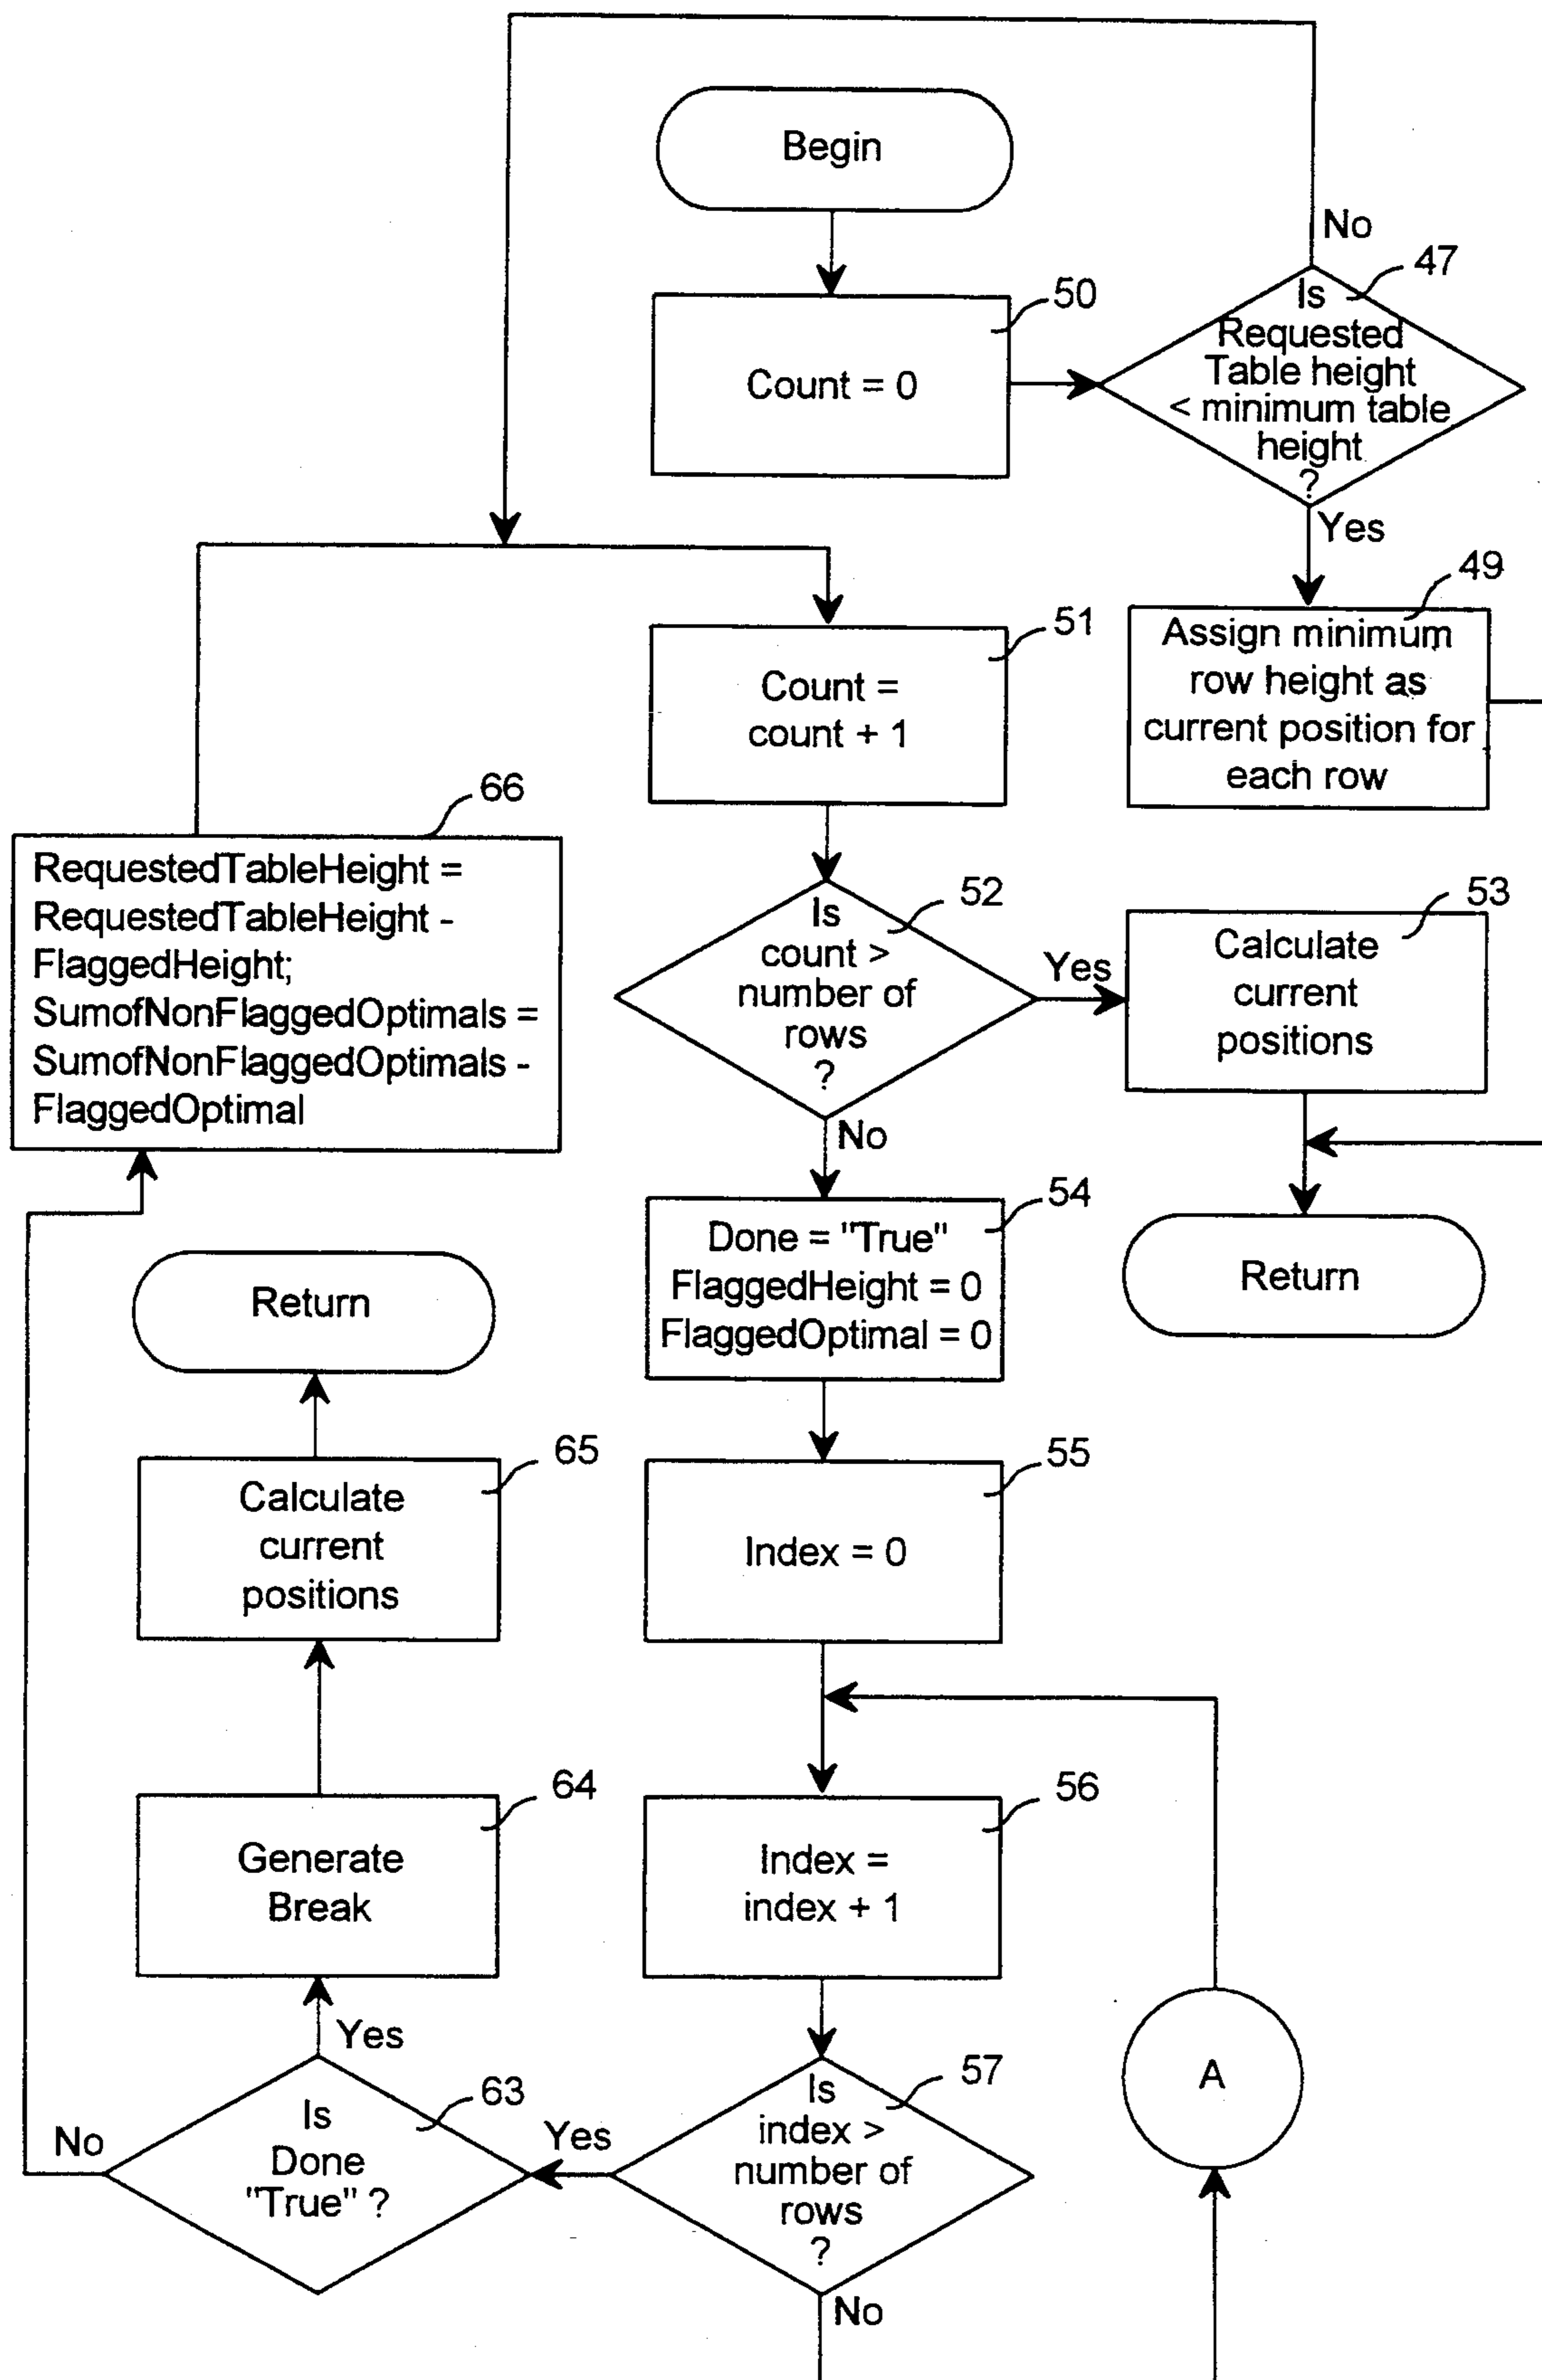 Begin
No
47
50
Count = 0
Is
Requested
Table height
< minimum table
height
?
Yes
49
51
Count =
count + 1
Assign minimum
row height as
current position for
each row
66
RequestedTableHeight =
RequestedTableHeight -
FlaggedHeight;
SumofNonFlaggedOptimals =
SumofNonFlaggedOptimals -
FlaggedOptimal
52
Is
count >
number of
rows
?
Yes
53
Calculate
current
positions
No
54
Done = "True"
FlaggedHeight = 0
FlaggedOptimal = 0
Return
Return
65
Calculate
current
positions
55
Index = 0
64
Generate
Break
56
Index =
index + 1
Yes
63
Is
Done
"True" ?
No
Yes
57
Is
index >
number of
rows
?
No
A